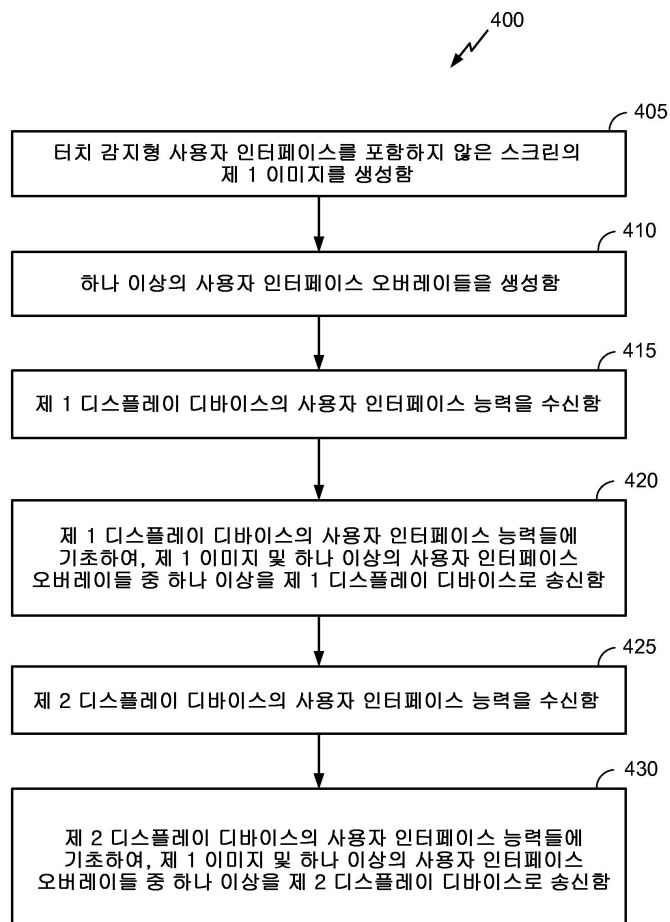 400
405
터치 감지형 사용자 인터페이스를 포함하지 않은 스크린의
제 1 이미지를 생성함
410
하나 이상의 사용자 인터페이스 오버레이들을 생성함
415
제 1 디스플레이 디바이스의 사용자 인터페이스 능력을 수신함
420
제 1 디스플레이 디바이스의 사용자 인터페이스 능력들에
기초하여, 제 1 이미지 및 하나 이상의 사용자 인터페이스
오버레이들 중 하나 이상을 제 1 디스플레이 디바이스로 송신함
425
제 2 디스플레이 디바이스의 사용자 인터페이스 능력을 수신함
430
제 2 디스플레이 디바이스의 사용자 인터페이스 능력들에
기초하여, 제 1 이미지 및 하나 이상의 사용자 인터페이스
오버레이들 중 하나 이상을 제 2 디스플레이 디바이스로 송신함